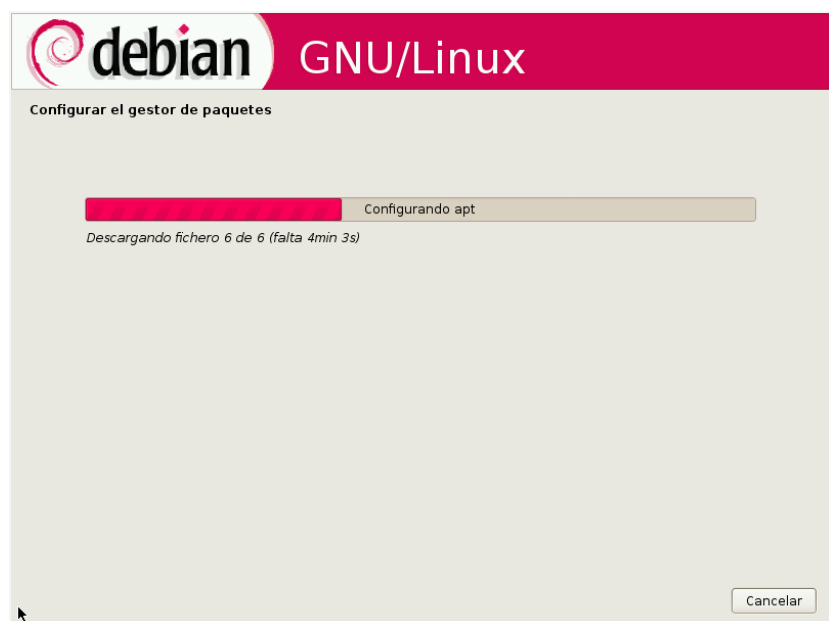 debian GNU/Linux
Configurar el gestor de paquetes
Configurando apt
Descargando fichero 6 de 6 (falta 4min 3s)
Cancelar